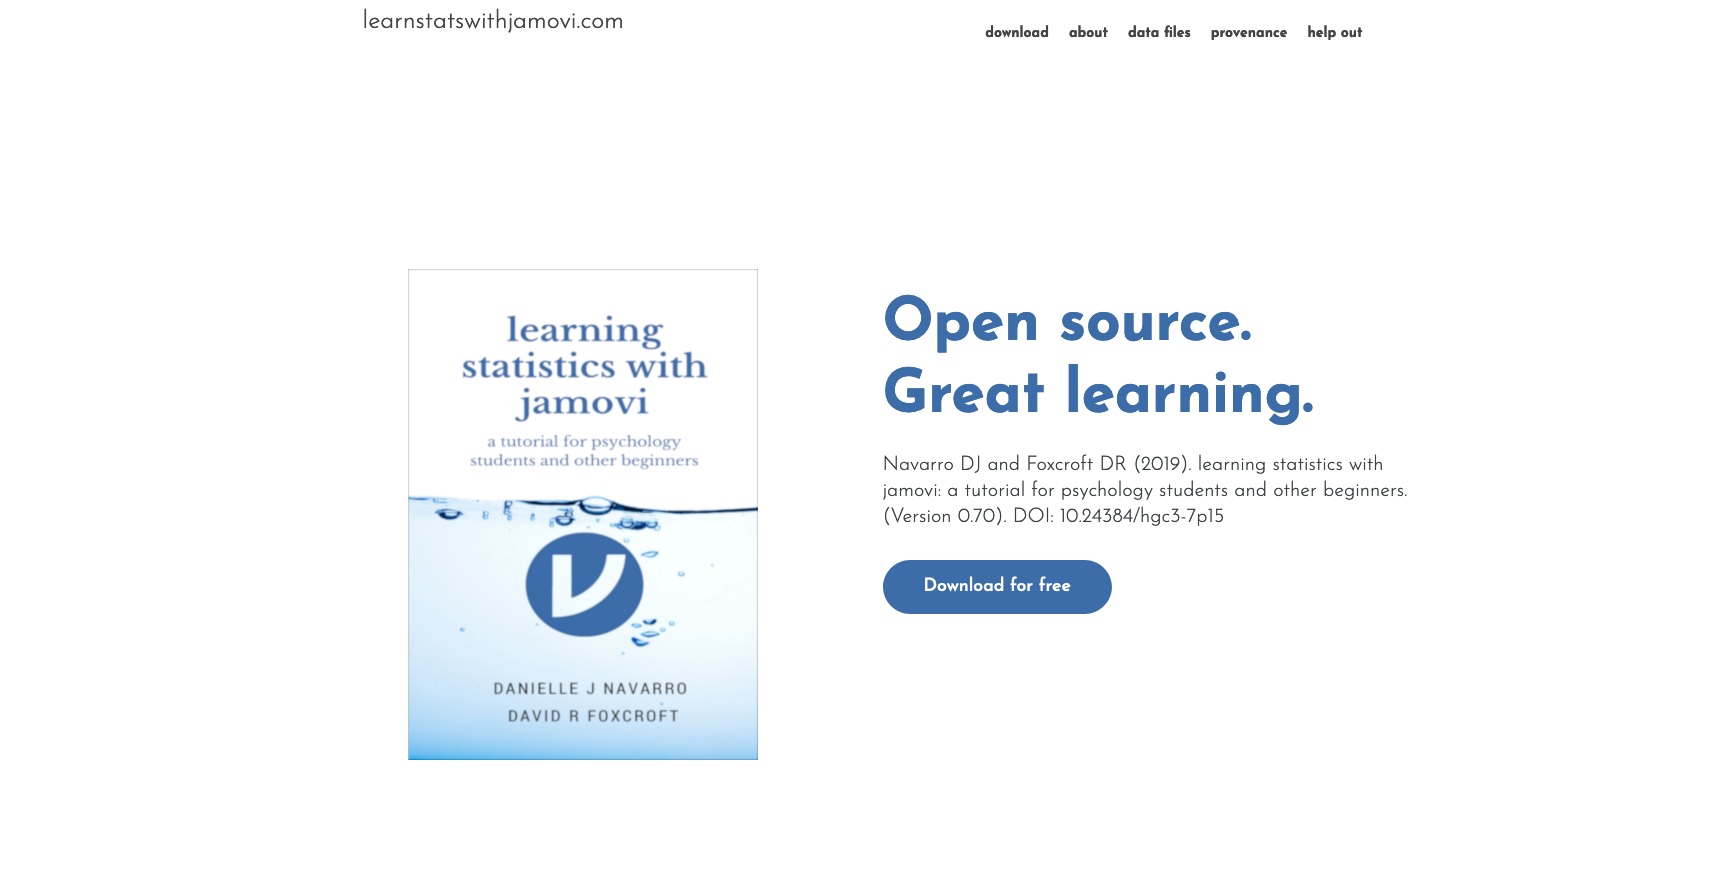 learnstatswithjamovi.com
download about data files provenance help out
learning
statistics with
jamovi
a tutorial for psychology
students and other beginners
DANIELLE J NAVARRO
DAVID R FOXCROFT
Open source.
Great learning.
Navarro DJ and Foxcroft DR (2019). learning statistics with
jamovi: a tutorial for psychology students and other beginners.
(Version 0.70). DOI: 10.24384/hgc3-7p15
Download for free